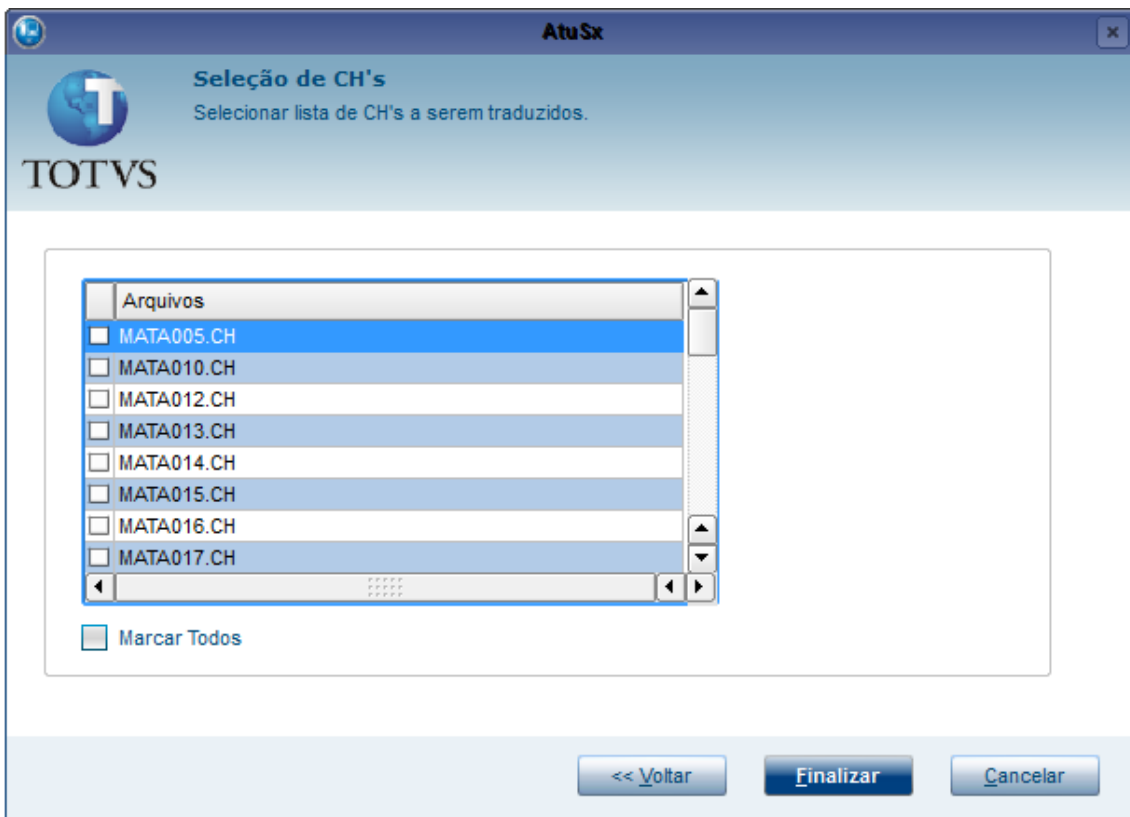 AtuSx
Seleção de CH's
Selecionar lista de CH's a serem traduzidos.
T
TOTVS
Arquivos
MATA005.CH
MATA010.CH
MATA012.CH
MATA013.CH
MATA014.CH
MATA015.CH
MATA016.CH
MATA017.CH
Marcar Todos
<< Voltar
Finalizar
Cancelar